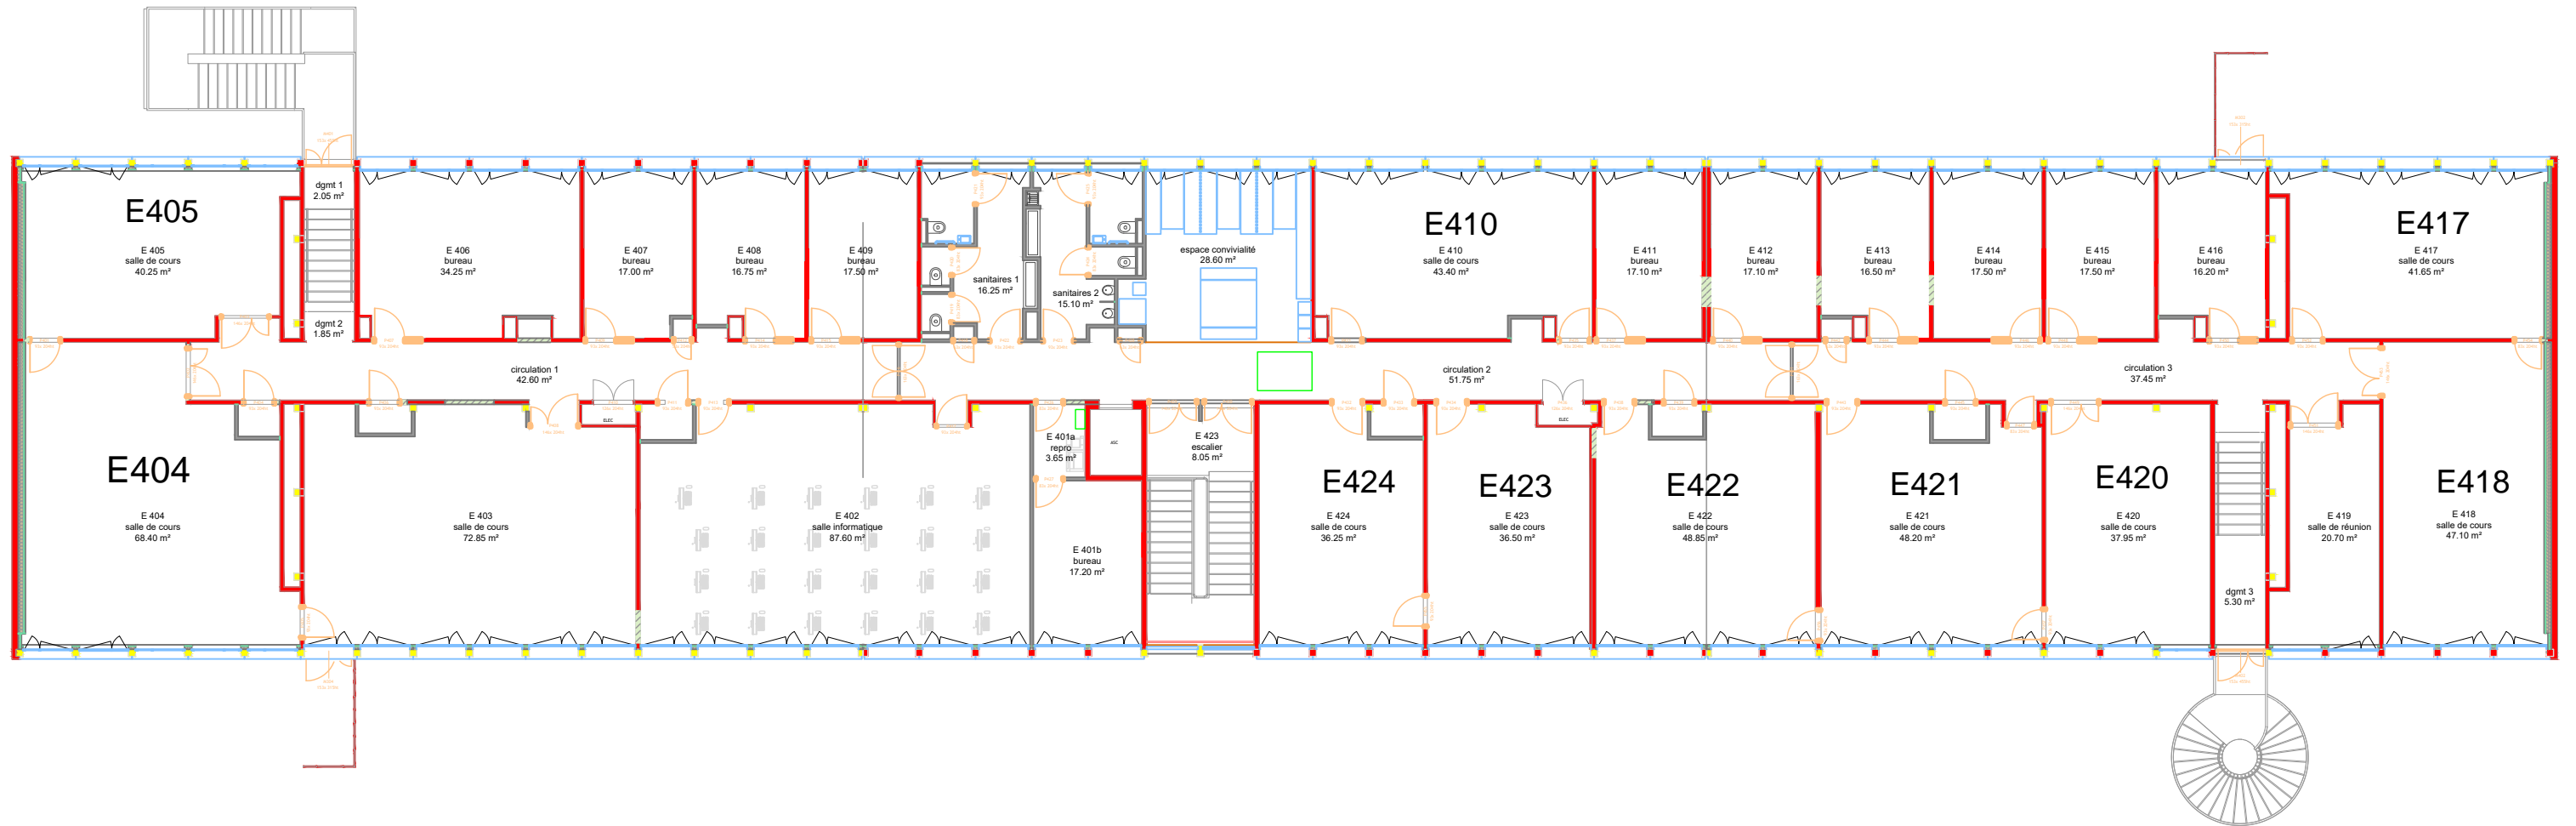 dgmt 1
2.05 m²
E405
E 405
salle de cours
40.25 m²
dgmt 2
1.85 m²
E 406
bureau
34.25 m²
E 407
bureau
17.00 m²
E 408
bureau
16.75 m²
E 409
bureau
17.50 m²
sanitaires 1
16.25 m²
sanitaires 2
15.10 m²
espace convivialité
28.60 m²
E410
E 410
salle de cours
43.40 m²
E 411
bureau
17.10 m²
E 412
bureau
17.10 m²
E 413
bureau
16.50 m²
E 414
bureau
17.50 m²
E 415
bureau
17.50 m²
E 416
bureau
16.20 m²
E417
E 417
salle de cours
41.65 m²
circulation 1
42.60 m²
circulation 2
51.75 m²
circulation 3
37.45 m²
E404
E 404
salle de cours
68.40 m²
E 403
salle de cours
72.85 m²
ELEC
E 402
salle informatique
87.60 m²
E 401a
repro
3.65 m²
ASC
E 401b
bureau
17.20 m²
E 423
escalier
8.05 m²
E424
E 424
salle de cours
36.25 m²
E423
E 423
salle de cours
36.50 m²
ELEC
E422
E 422
salle de cours
48.85 m²
E421
E 421
salle de cours
48.20 m²
E420
E 420
salle de cours
37.95 m²
dgmt 3
5.30 m²
E 419
salle de réunion
20.70 m²
E418
E 418
salle de cours
47.10 m²